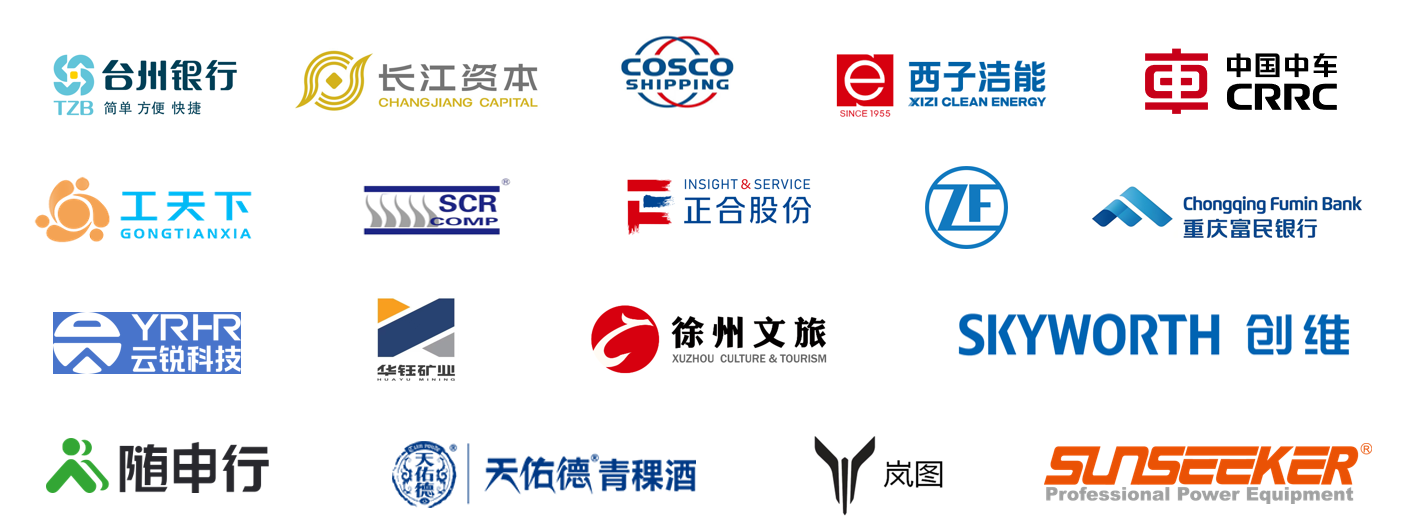 台州银行
TZB 简单 方便 快捷
长江资本
CHANGJIANG CAPITAL
COSCO
SHIPPING
e
SINCE 1955
西子洁能
XIZI CLEAN ENERGY
中国中车
CRRC
工天下
GONGTIANXIA
SCR
COMP
®
INSIGHT & SERVICE
正合股份
ZF
Chongqing Fumin Bank
重庆富民银行
YRHR
云锐科技
华钰矿业
HUAYU MINING
徐州文旅
XUZHOU CULTURE & TOURISM
SKYWORTH 创维
随申行
天佑德
®
天佑德®青稞酒
岚图
SUNSEEKER®
Professional Power Equipment